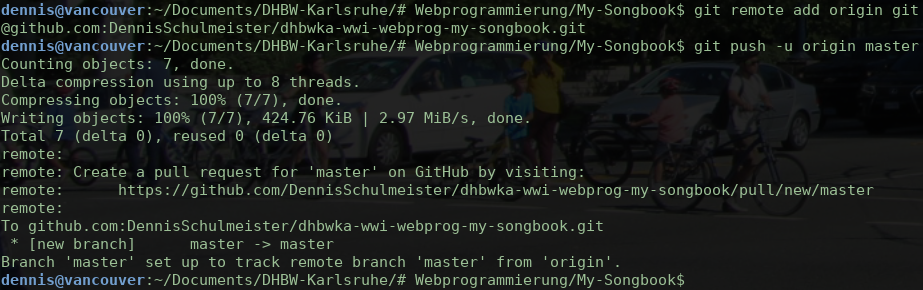 dennis@vancouver:~/Documents/DHBW-Karlsruhe/# Webprogrammierung/My-Songbook$ git remote add origin git
@github.com:DennisSchulmeister/dhbwka-wwi-webprog-my-songbook.git
dennis@vancouver:~/Documents/DHBW-Karlsruhe/# Webprogrammierung/My-Songbook$ git push -u origin master
Counting objects: 7, done.
Delta compression using up to 8 threads.
Compressing objects: 100% (7/7), done.
Writing objects: 100% (7/7), 424.76 KiB | 2.97 MiB/s, done.
Total 7 (delta 0), reused 0 (delta 0)
remote:
remote: Create a pull request for 'master' on GitHub by visiting:
remote:      https://github.com/DennisSchulmeister/dhbwka-wwi-webprog-my-songbook/pull/new/master
remote:
To github.com:DennisSchulmeister/dhbwka-wwi-webprog-my-songbook.git
 * [new branch]      master -> master
Branch 'master' set up to track remote branch 'master' from 'origin'.
dennis@vancouver:~/Documents/DHBW-Karlsruhe/# Webprogrammierung/My-Songbook$